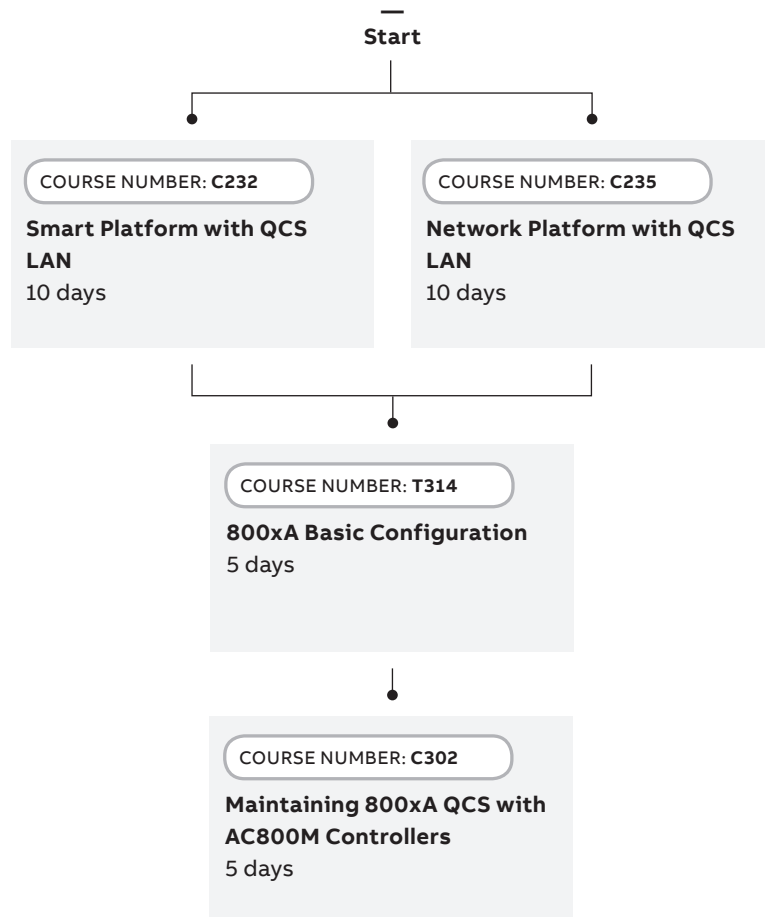 Start
COURSE NUMBER: C232
Smart Platform with QCS
LAN
10 days
COURSE NUMBER: C235
Network Platform with QCS
LAN
10 days
COURSE NUMBER: T314
800xA Basic Configuration
5 days
COURSE NUMBER: C302
Maintaining 800xA QCS with
AC800M Controllers
5 days